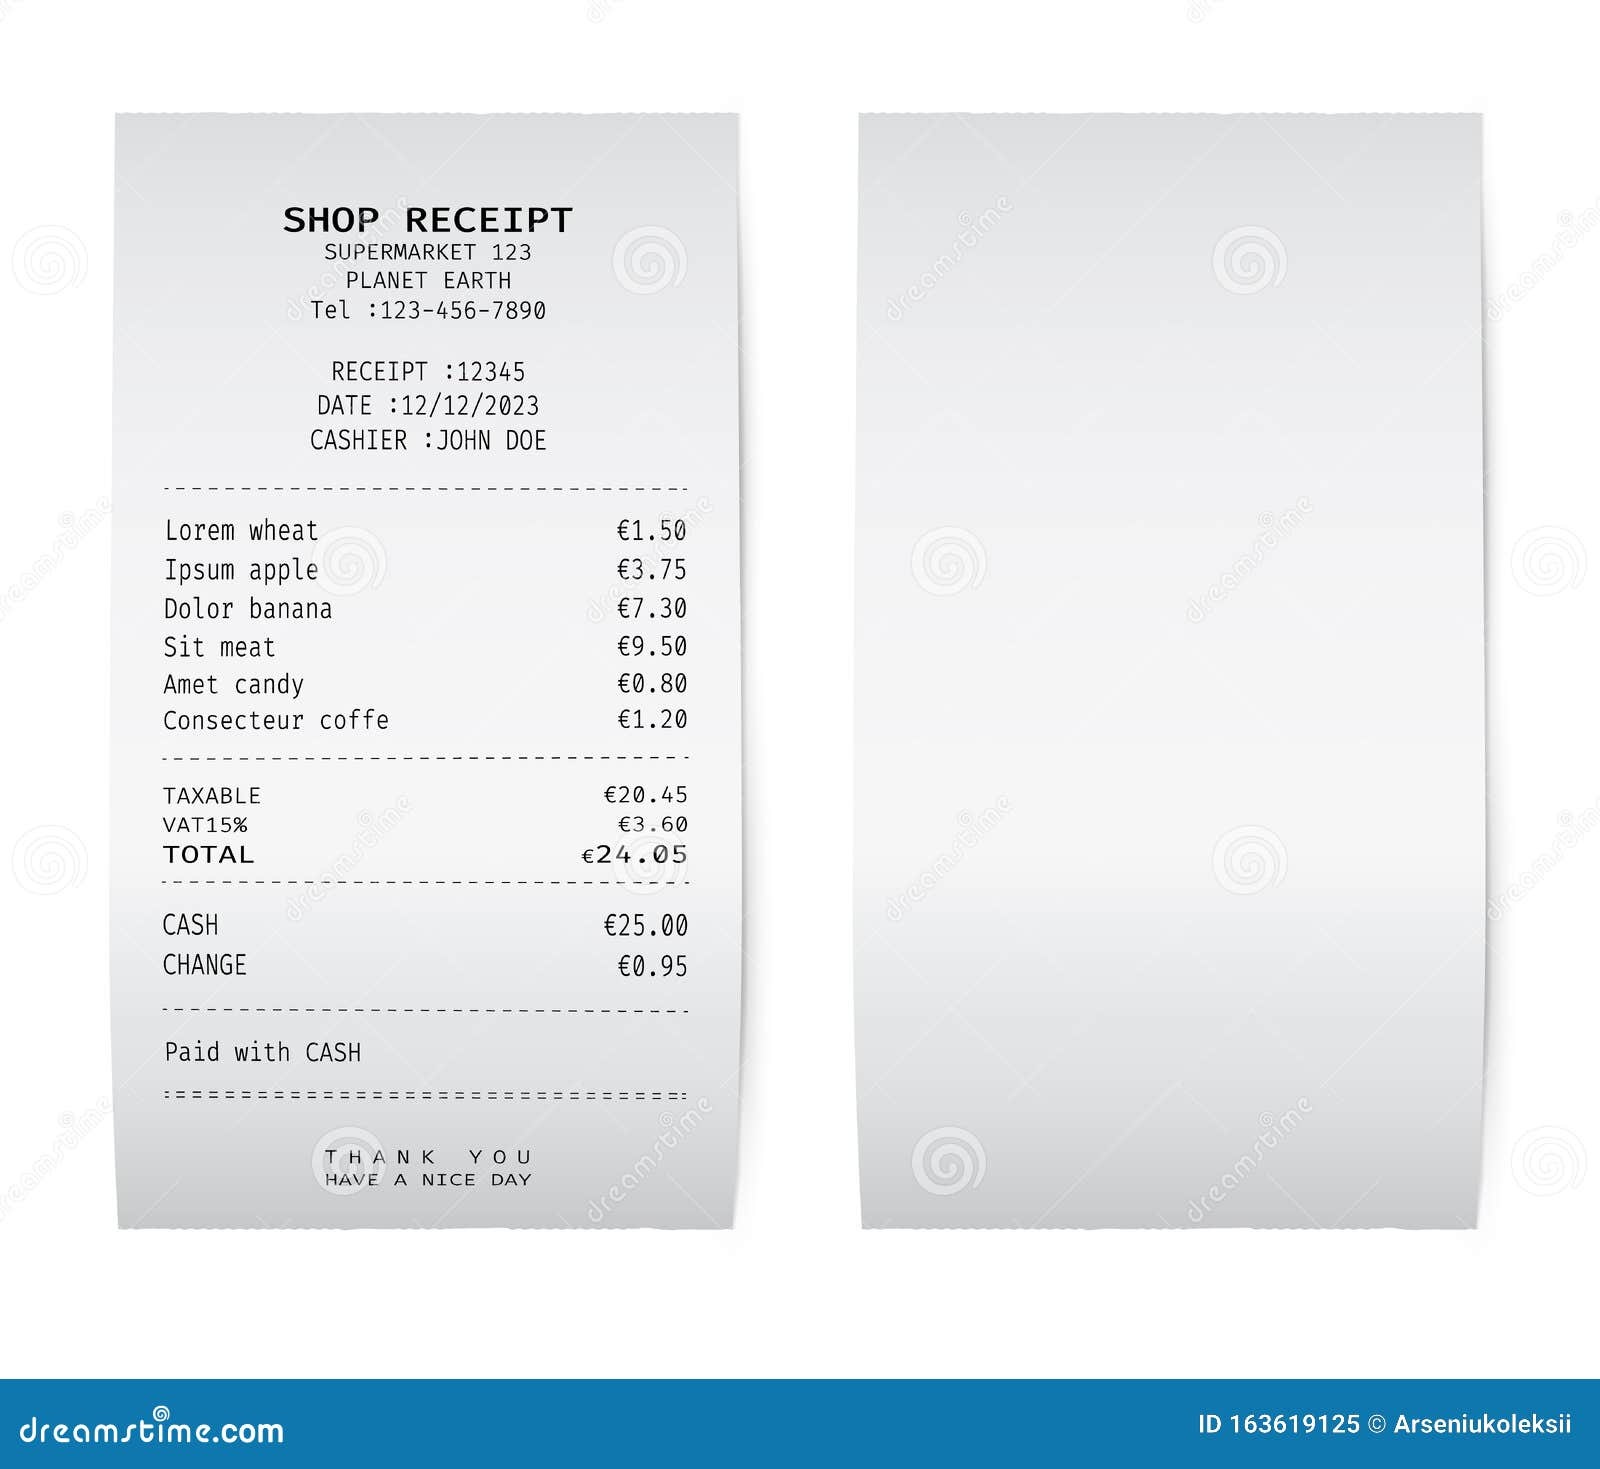 SHOP RECEIPT
SUPERMARKET 123
PLANET EARTH
Tel :123-456-7890
RECEIPT :12345
DATE :12/12/2023
CASHIER :JOHN DOE
Lorem wheat €1.50
Ipsum apple €3.75
Dolor banana €7.30
Sit meat €9.50
Amet candy €0.80
Consecteur coffe €1.20
TAXABLE €20.45
VAT15% €3.60
TOTAL €24.05
CASH €25.00
CHANGE €0.95
Paid with CASH
THANK YOU
HAVE A NICE DAY
dreamstime.com
ID 163619125 © Arseniukoleksii